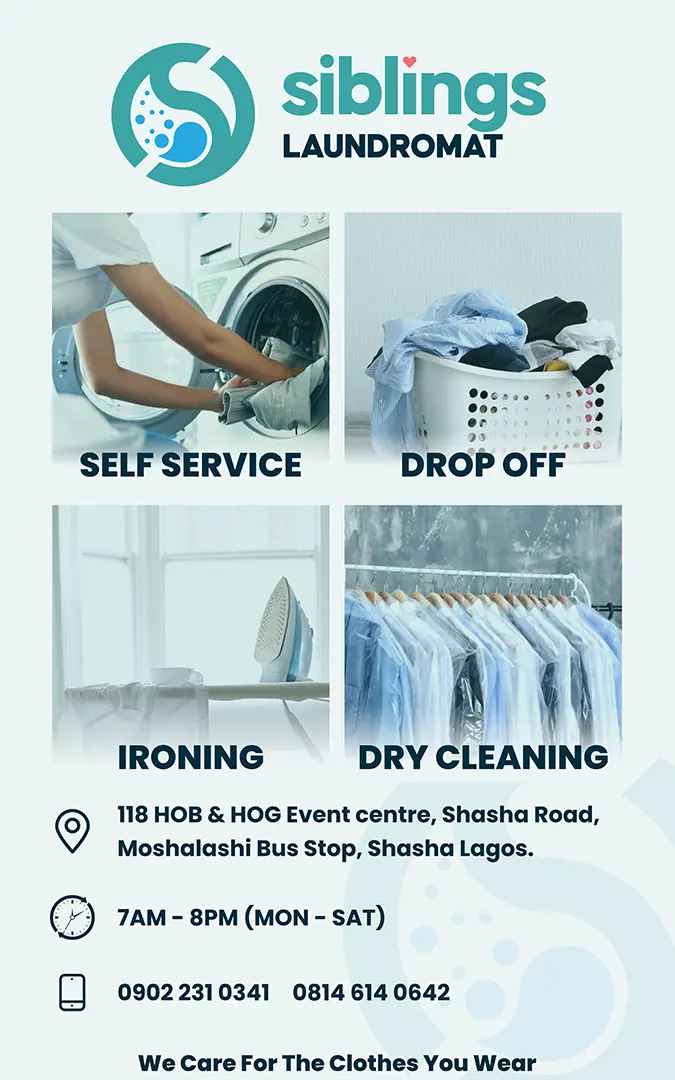 siblings
LAUNDROMAT
SELF SERVICE
DROP OFF
IRONING
DRY CLEANING
118 HOB & HOG Event centre, Shasha Road,
Moshalashi Bus Stop, Shasha Lagos.
7AM - 8PM (MON - SAT)
0902 231 0341 0814 614 0642
We Care For The Clothes You Wear